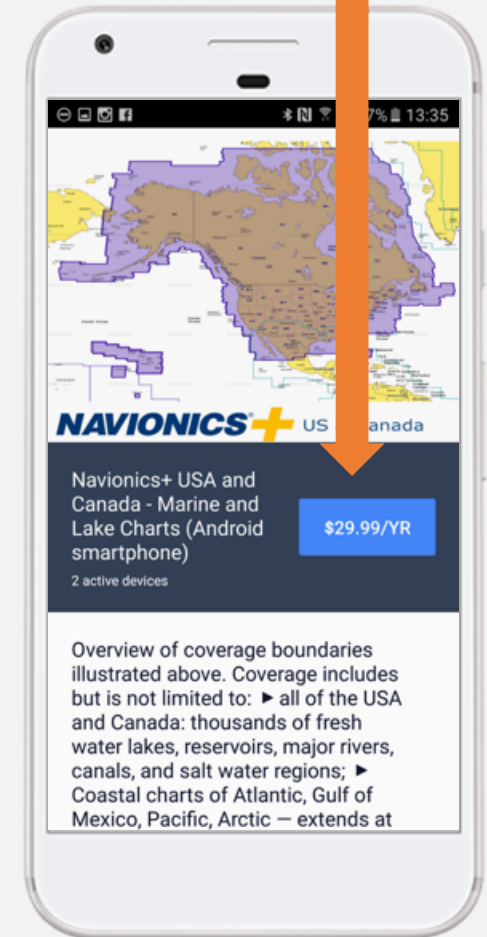 7% 13:35
NAVIONICS+ US Canada
Navionics+ USA and
Canada - Marine and
Lake Charts (Android
smartphone)
2 active devices
$29.99/YR
Overview of coverage boundaries
illustrated above. Coverage includes
but is not limited to: ► all of the USA
and Canada: thousands of fresh
water lakes, reservoirs, major rivers,
canals, and salt water regions; ►
Coastal charts of Atlantic, Gulf of
Mexico, Pacific, Arctic — extends at